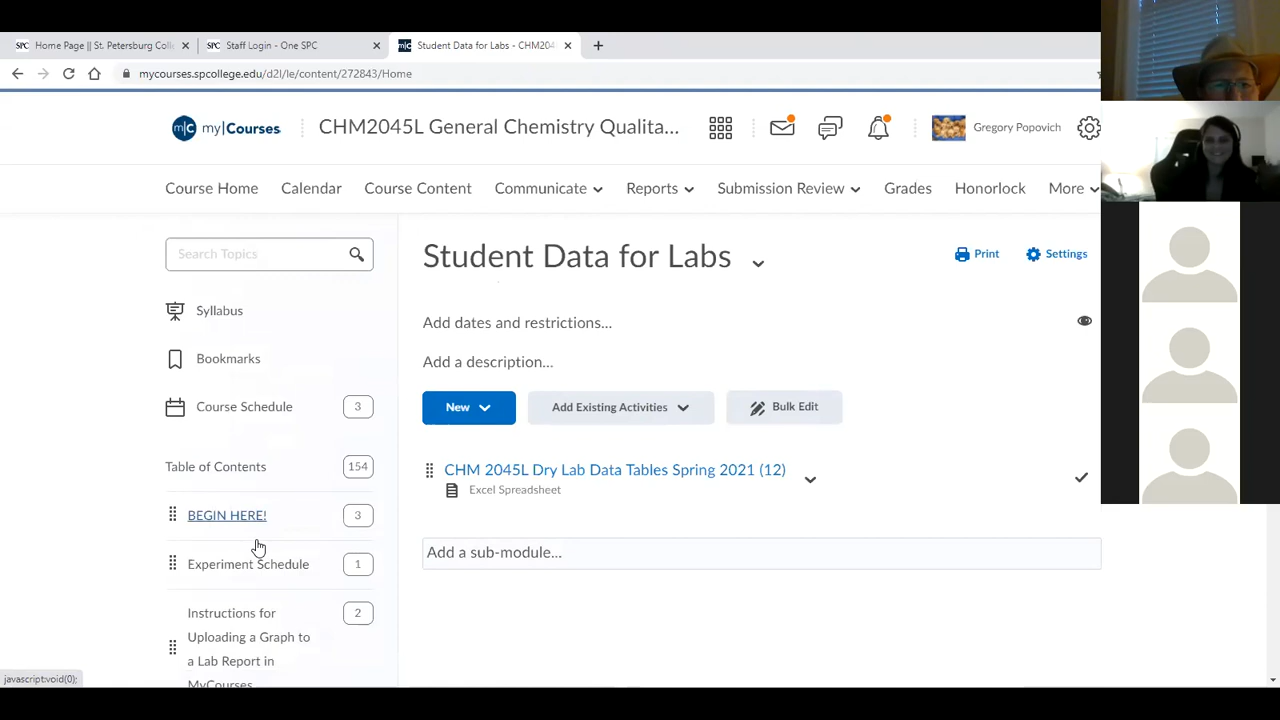 SPC Home Page || St. Petersburg Coll
SPC Staff Login - One SPC
m|C Student Data for Labs - CHM204
mycourses.spcollege.edu/d2l/le/content/272843/Home
m|C my|Courses
CHM2045L General Chemistry Qualita...
Gregory Popovich
Course Home Calendar Course Content Communicate Reports Submission Review Grades Honorlock More
Search Topics
Student Data for Labs
Print
Settings
Syllabus
Add dates and restrictions...
Bookmarks
Add a description...
Course Schedule 3
New
Add Existing Activities
Bulk Edit
Table of Contents 154
CHM 2045L Dry Lab Data Tables Spring 2021 (12)
Excel Spreadsheet
BEGIN HERE! 3
Add a sub-module...
Experiment Schedule 1
Instructions for 2
Uploading a Graph to
a Lab Report in
MyCourses
javascript:void(0);